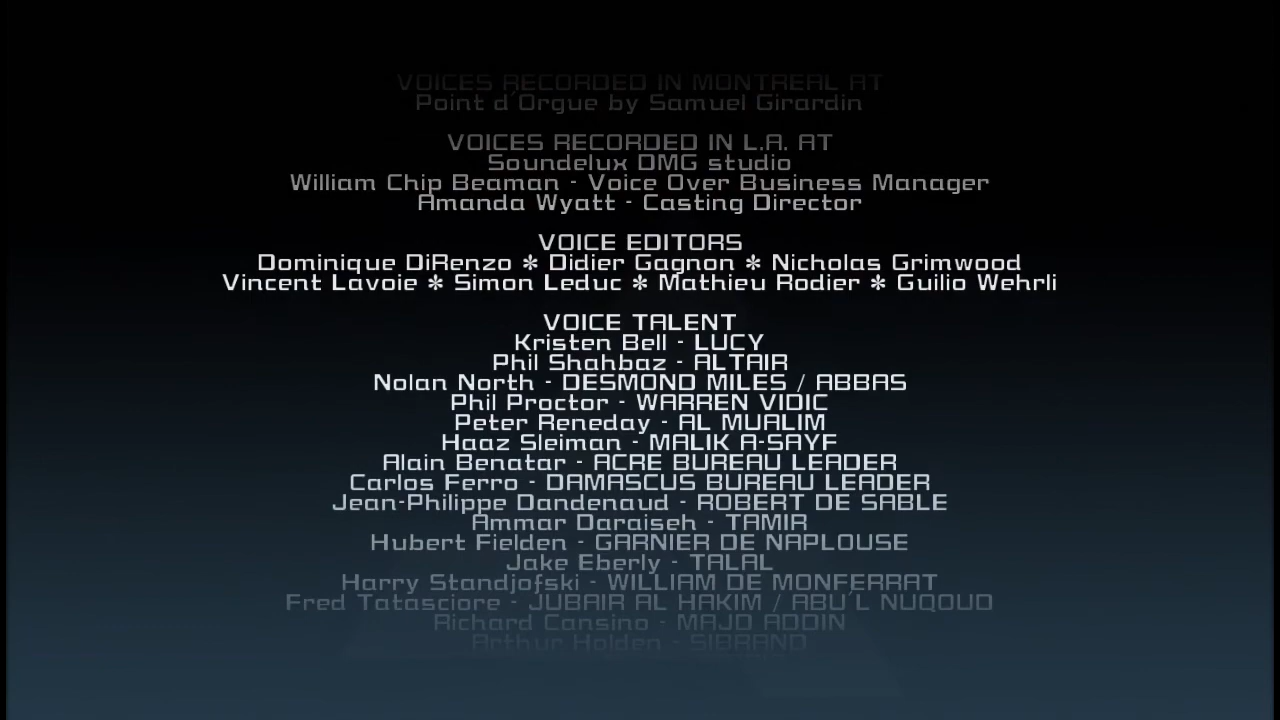 VOICES RECORDED IN MONTREAL AT
Point d'Orgue by Samuel Girardin
VOICES RECORDED IN L.A. AT
Soundelux DMG studio
William Chip Beaman - Voice Over Business Manager
Amanda Wyatt - Casting Director
VOICE EDITORS
Dominique DiRenzo * Didier Gagnon * Nicholas Grimwood
Vincent Lavoie * Simon Leduc * Mathieu Rodier * Guilio Wehrli
VOICE TALENT
Kristen Bell - LUCY
Phil Shahbaz - ALTAIR
Nolan North - DESMOND MILES / ABBAS
Phil Proctor - WARREN VIDIC
Peter Reneday - AL MUALIM
Haaz Sleiman - MALIK A-SAYF
Alain Benatar - ACRE BUREAU LEADER
Carlos Ferro - DAMASCUS BUREAU LEADER
Jean-Philippe Dandenaud - ROBERT DE SABLE
Ammar Daraiseh - TAMIR
Hubert Fielden - GARNIER DE NAPLOUSE
Jake Eberly - TALAL
Harry Standjofski - WILLIAM DE MONFERRAT
Fred Tatasciore - JUBAIR AL HAKIM / ABU'L NUQOUD
Richard Cansino - MAJD ADDIN
Arthur Holden - SIBRAND